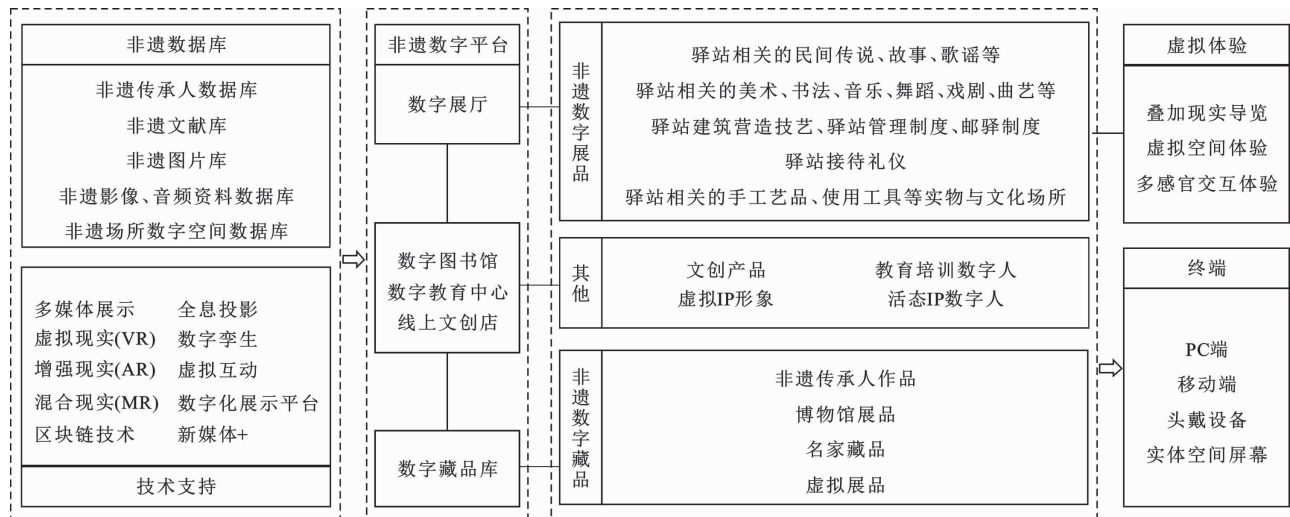 非遗数据库
非遗传承人数据库
非遗文献库
非遗图片库
非遗影像、音频资料数据库
非遗场所数字空间数据库
多媒体展示 全息投影
虚拟现实(VR) 数字孪生
增强现实(AR) 虚拟互动
混合现实(MR) 数字化展示平台
区块链技术 新媒体+
技术支持
非遗数字平台
数字展厅
数字图书馆
数字教育中心
线上文创店
数字藏品库
非遗数字展品
驿站相关的民间传说、故事、歌谣等
驿站相关的美术、书法、音乐、舞蹈、戏剧、曲艺等
驿站建筑营造技艺、驿站管理制度、邮驿制度
驿站接待礼仪
驿站相关的手工艺品、使用工具等实物与文化场所
其他
文创产品 教育培训数字人
虚拟IP形象 活态IP数字人
非遗数字藏品
非遗传承人作品
博物馆展品
名家藏品
虚拟展品
虚拟体验
叠加现实导览
虚拟空间体验
多感官交互体验
终端
PC端
移动端
头戴设备
实体空间屏幕